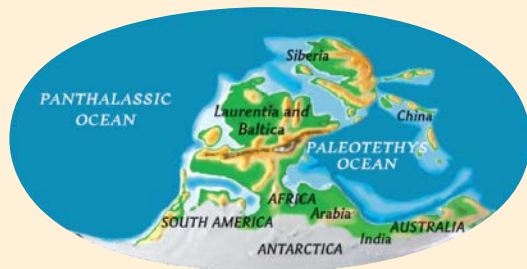 Siberia
PANTHALASSIC
OCEAN
Laurentia and
Baltica
China
PALEOTETHYS
OCEAN
AFRICA
Arabia
SOUTH AMERICA
AUSTRALIA
India
ANTARCTICA